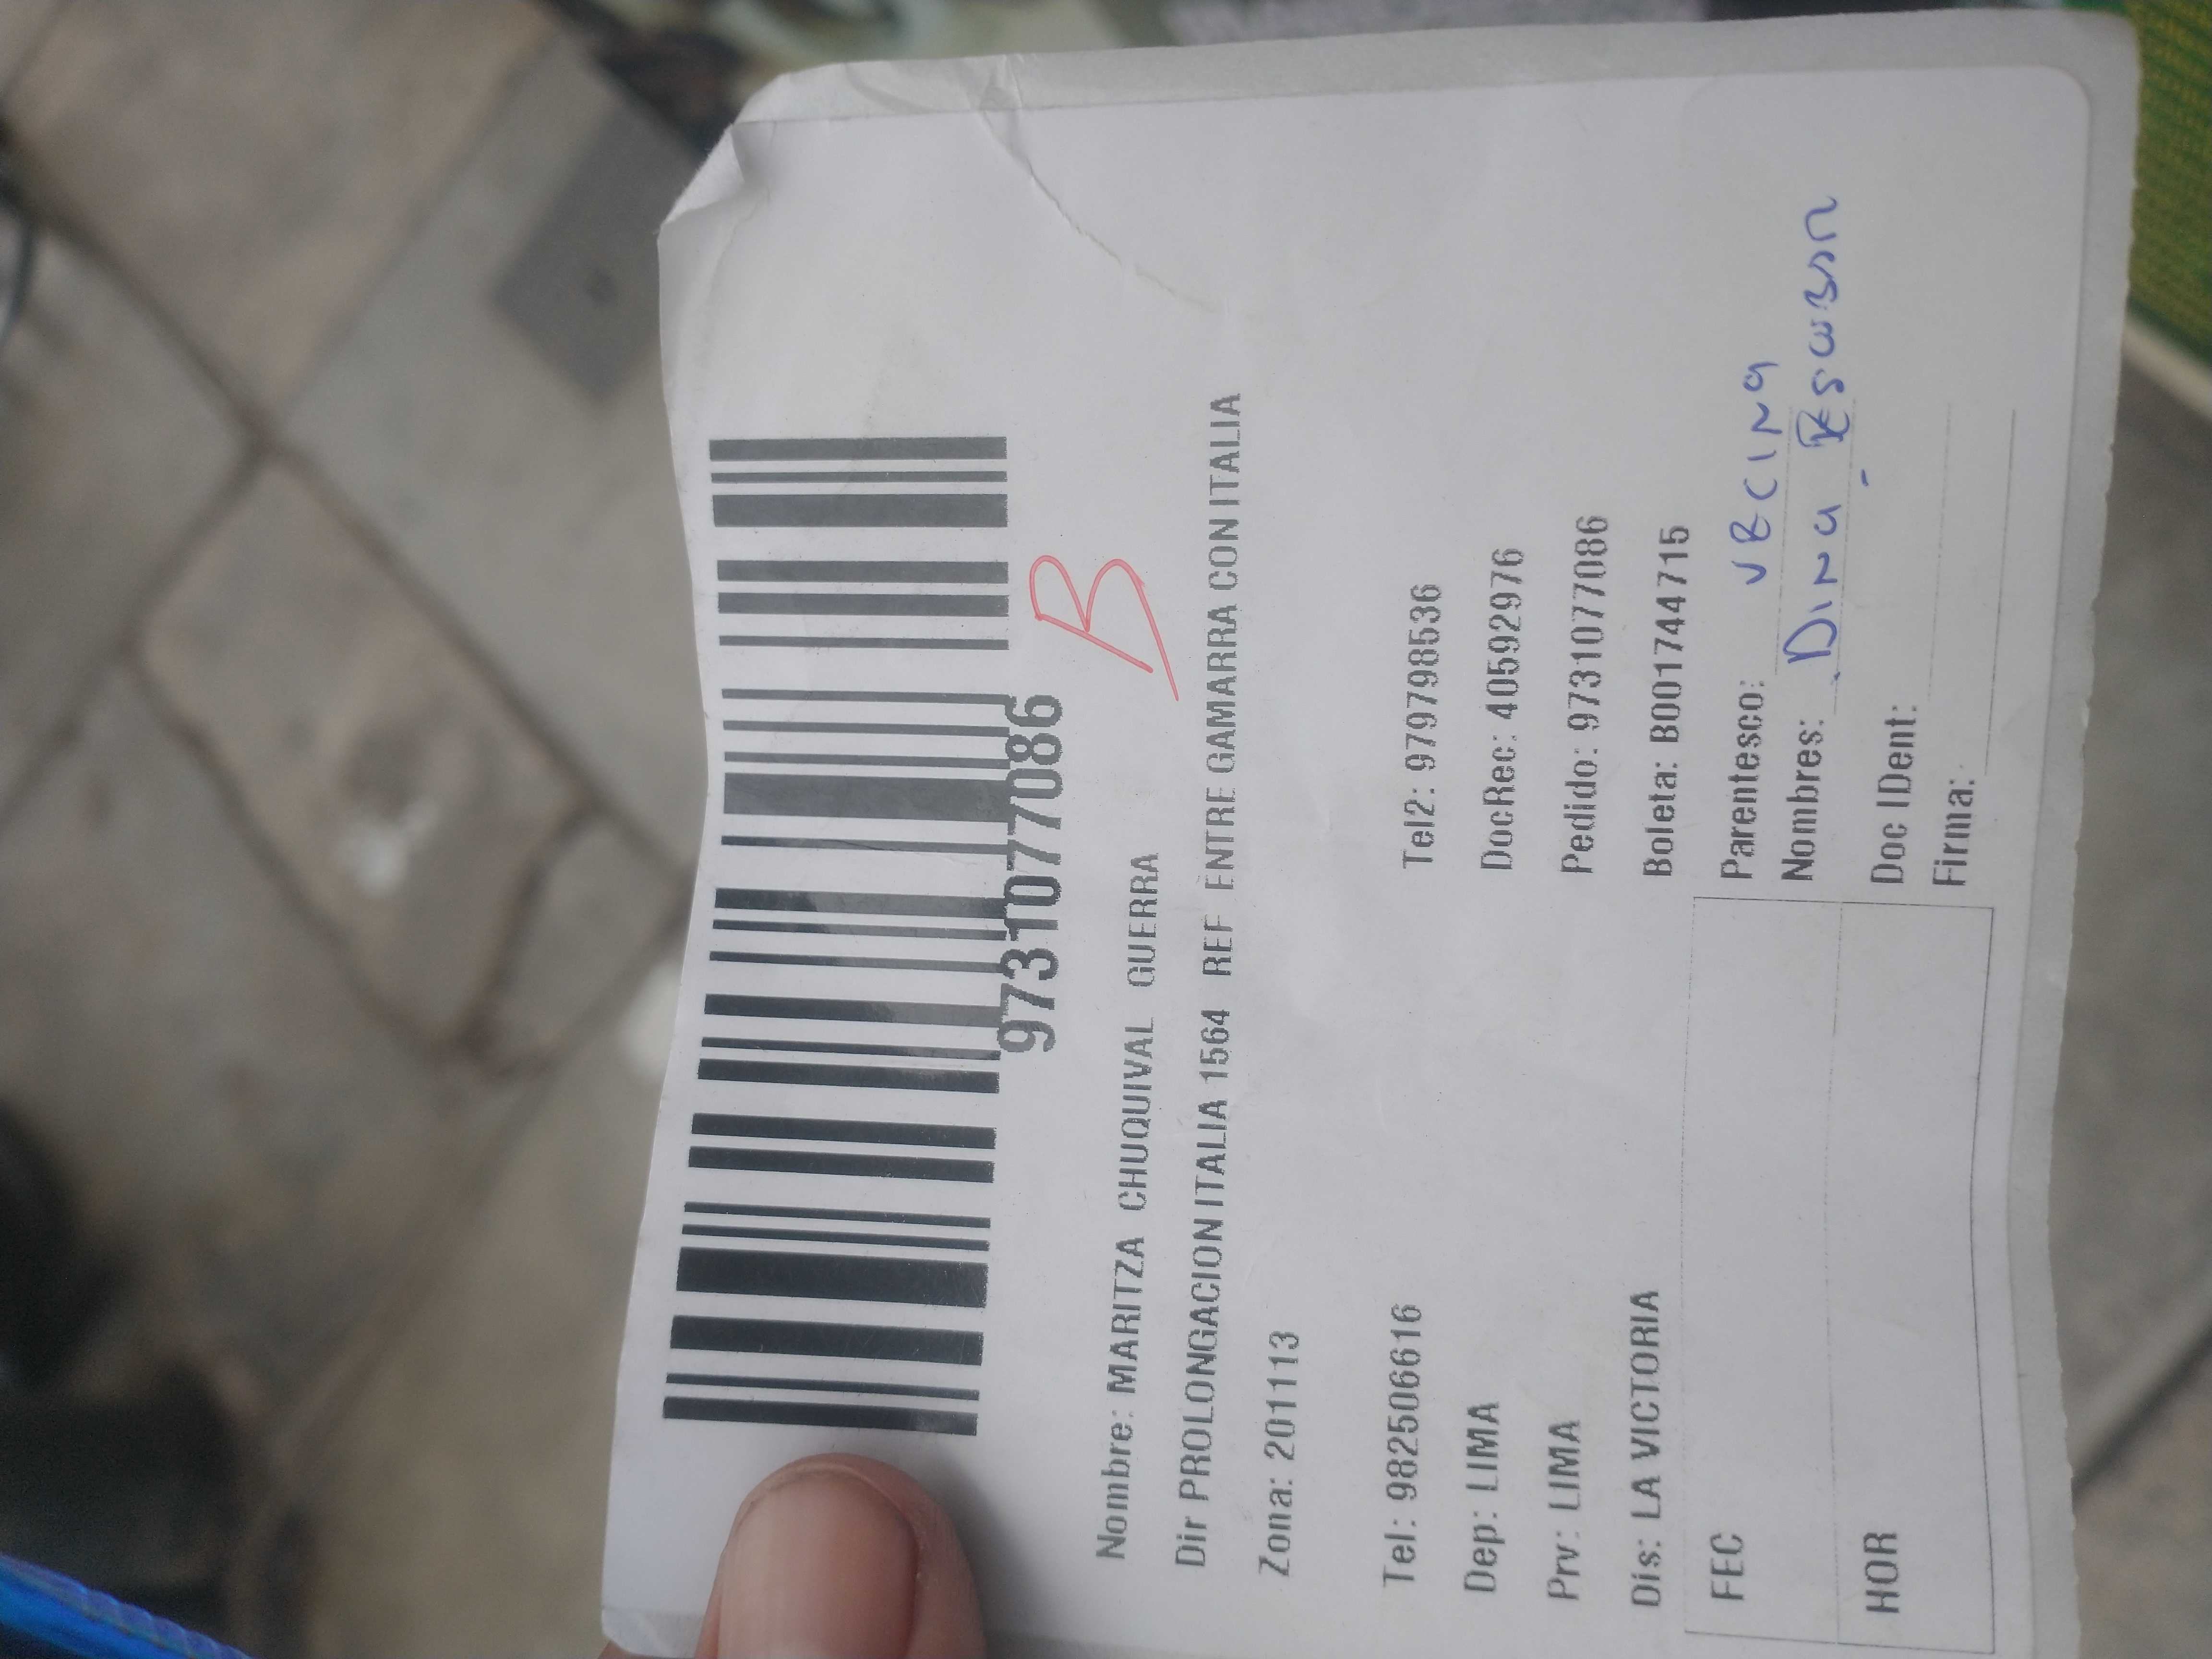 9731077086
B
Nombre: MARITZA CHUQUIVAL GUERRA
Dir PROLONGACION ITALIA 1564 REF ENTRE GAMARRA CON ITALIA
Zona: 201113
Tel: 982506616 Tel2: 979798536
Dep: LIMA DocRec: 40592976
Prv: LIMA Pedido: 9731077086
Dis: LA VICTORIA Boleta: B001744715
FEC Parentesco: VECINA
Nombres: DINA
HOR Doc IDent:
Firma: